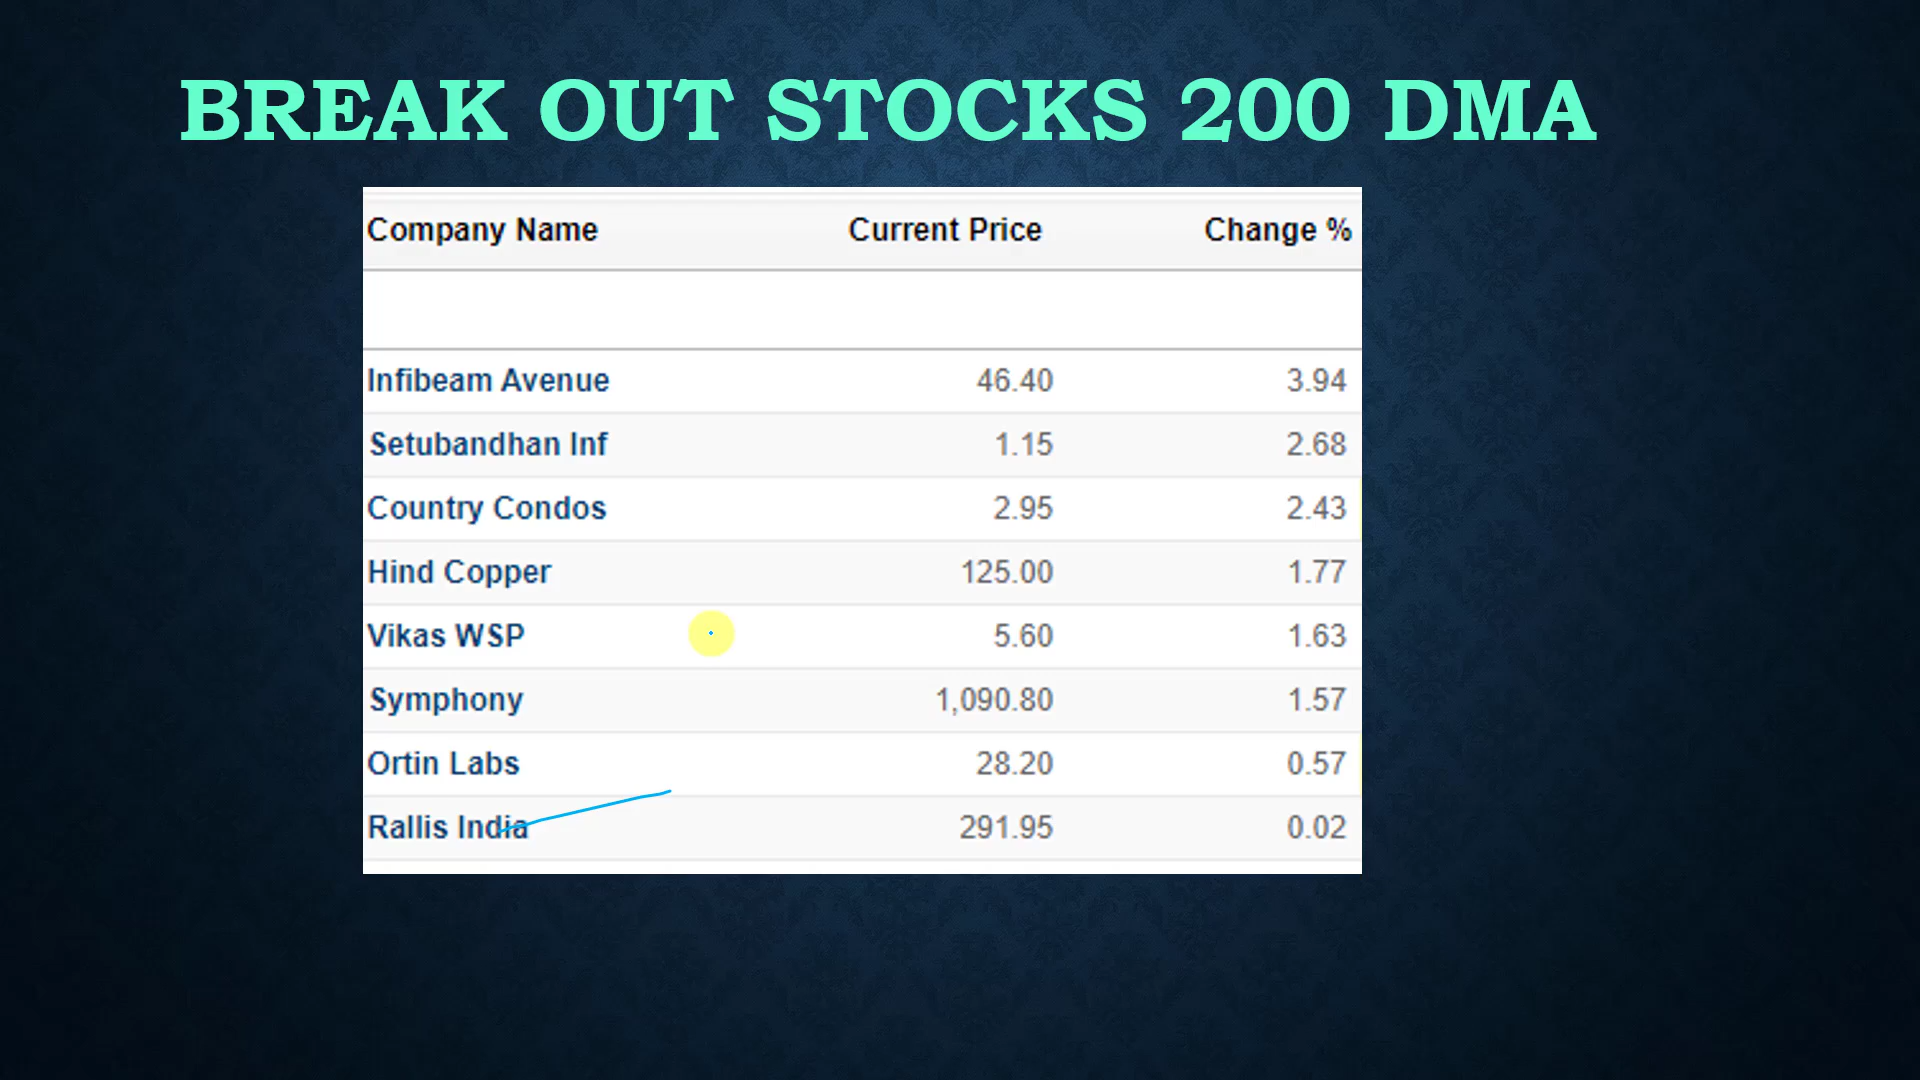 BREAK OUT STOCKS 200 DMA
Company Name Current Price Change %
Infibeam Avenue 46.40 3.94
Setubandhan Inf 1.15 2.68
Country Condos 2.95 2.43
Hind Copper 125.00 1.77
Vikas WSP 5.60 1.63
Symphony 1,090.80 1.57
Ortin Labs 28.20 0.57
Rallis India 291.95 0.02